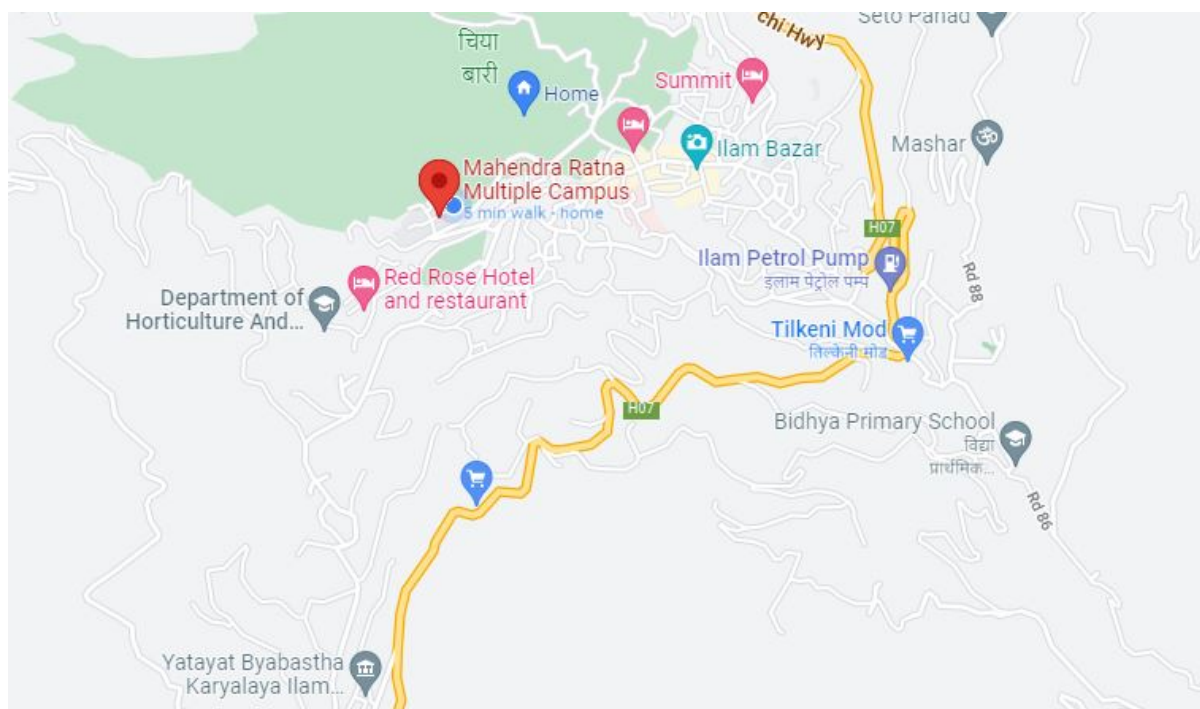 chi Hwy
Seto Pahad
चिया
बारी
Home
Summit
Ilam Bazar
Mashar
Mahendra Ratna
Multiple Campus
5 min walk - home
H07
Ilam Petrol Pump
इलाम पेट्रोल पम्प
Rd 88
Red Rose Hotel
and restaurant
Department of
Horticulture And...
Tilkeni Mod
तिल्केनी मोड
H07
Bidhya Primary School
विद्या
प्राथमिक...
Rd 86
Yatayat Byabastha
Karyalaya Ilam...